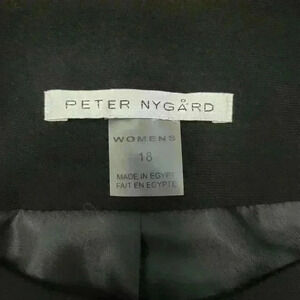 PETER NYGÅRD
WOMENS
18
MADE IN EGYPT
FAIT EN EGYPTE